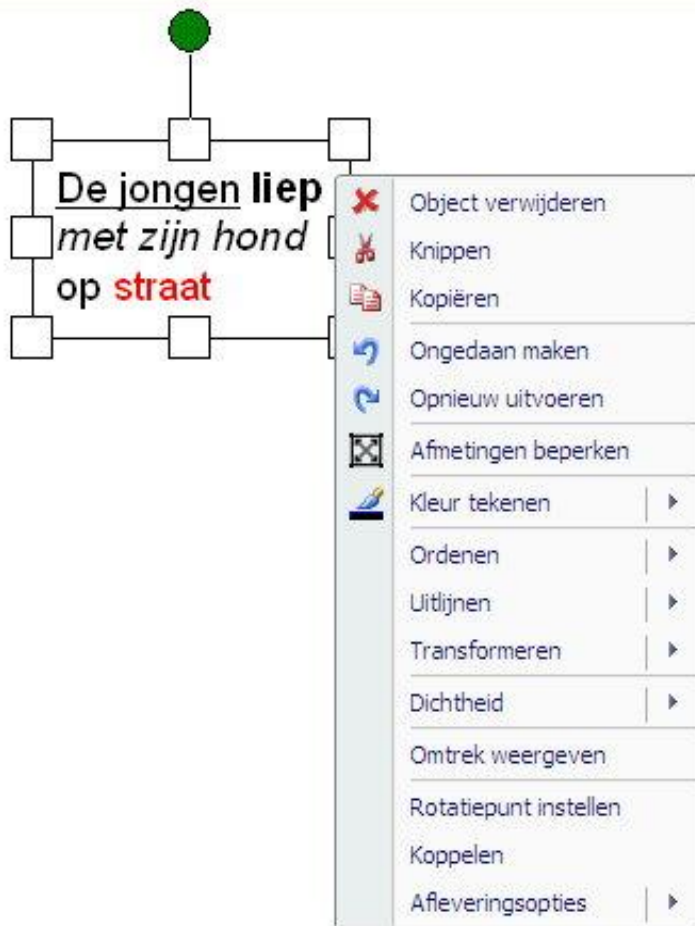 De jongen liep
met zijn hond
op straat
Object verwijderen
Knippen
Kopiëren
Ongedaan maken
Opnieuw uitvoeren
Afmetingen beperken
Kleur tekenen
Ordenen
Uitlijnen
Transformeren
Dichtheid
Omtrek weergeven
Rotatiepunt instellen
Koppelen
Afleveringsopties